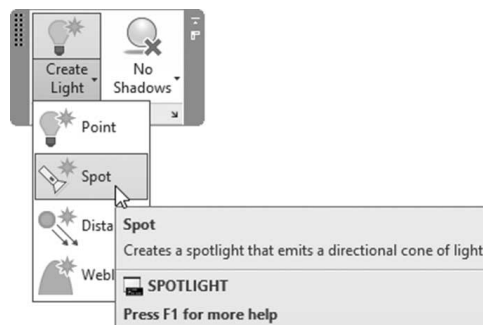 Create Light
No Shadows
Point
Spot
Dista
Webl
Spot
Creates a spotlight that emits a directional cone of light
SPOTLIGHT
Press F1 for more help